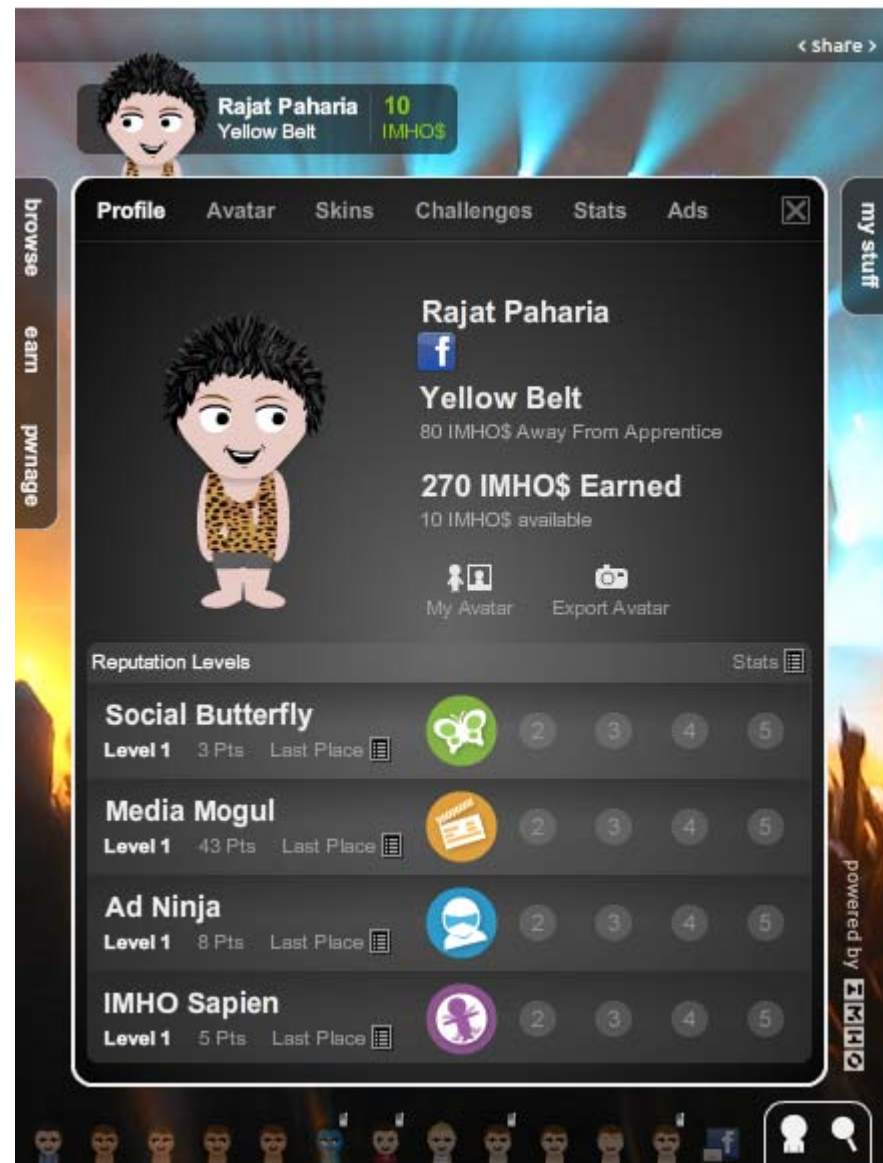 < share >
Rajat Paharia
10
Yellow Belt
IMHO$
browse
earn
pwnage
my stuff
Profile Avatar Skins Challenges Stats Ads
Rajat Paharia
f
Yellow Belt
80 IMHO$ Away From Apprentice
270 IMHO$ Earned
10 IMHO$ available
My Avatar Export Avatar
Reputation Levels Stats
Social Butterfly
Level 1 3 Pts Last Place
2 3 4 5
Media Mogul
Level 1 43 Pts Last Place
2 3 4 5
Ad Ninja
Level 1 8 Pts Last Place
2 3 4 5
IMHO Sapien
Level 1 5 Pts Last Place
2 3 4 5
powered by IMHO
f